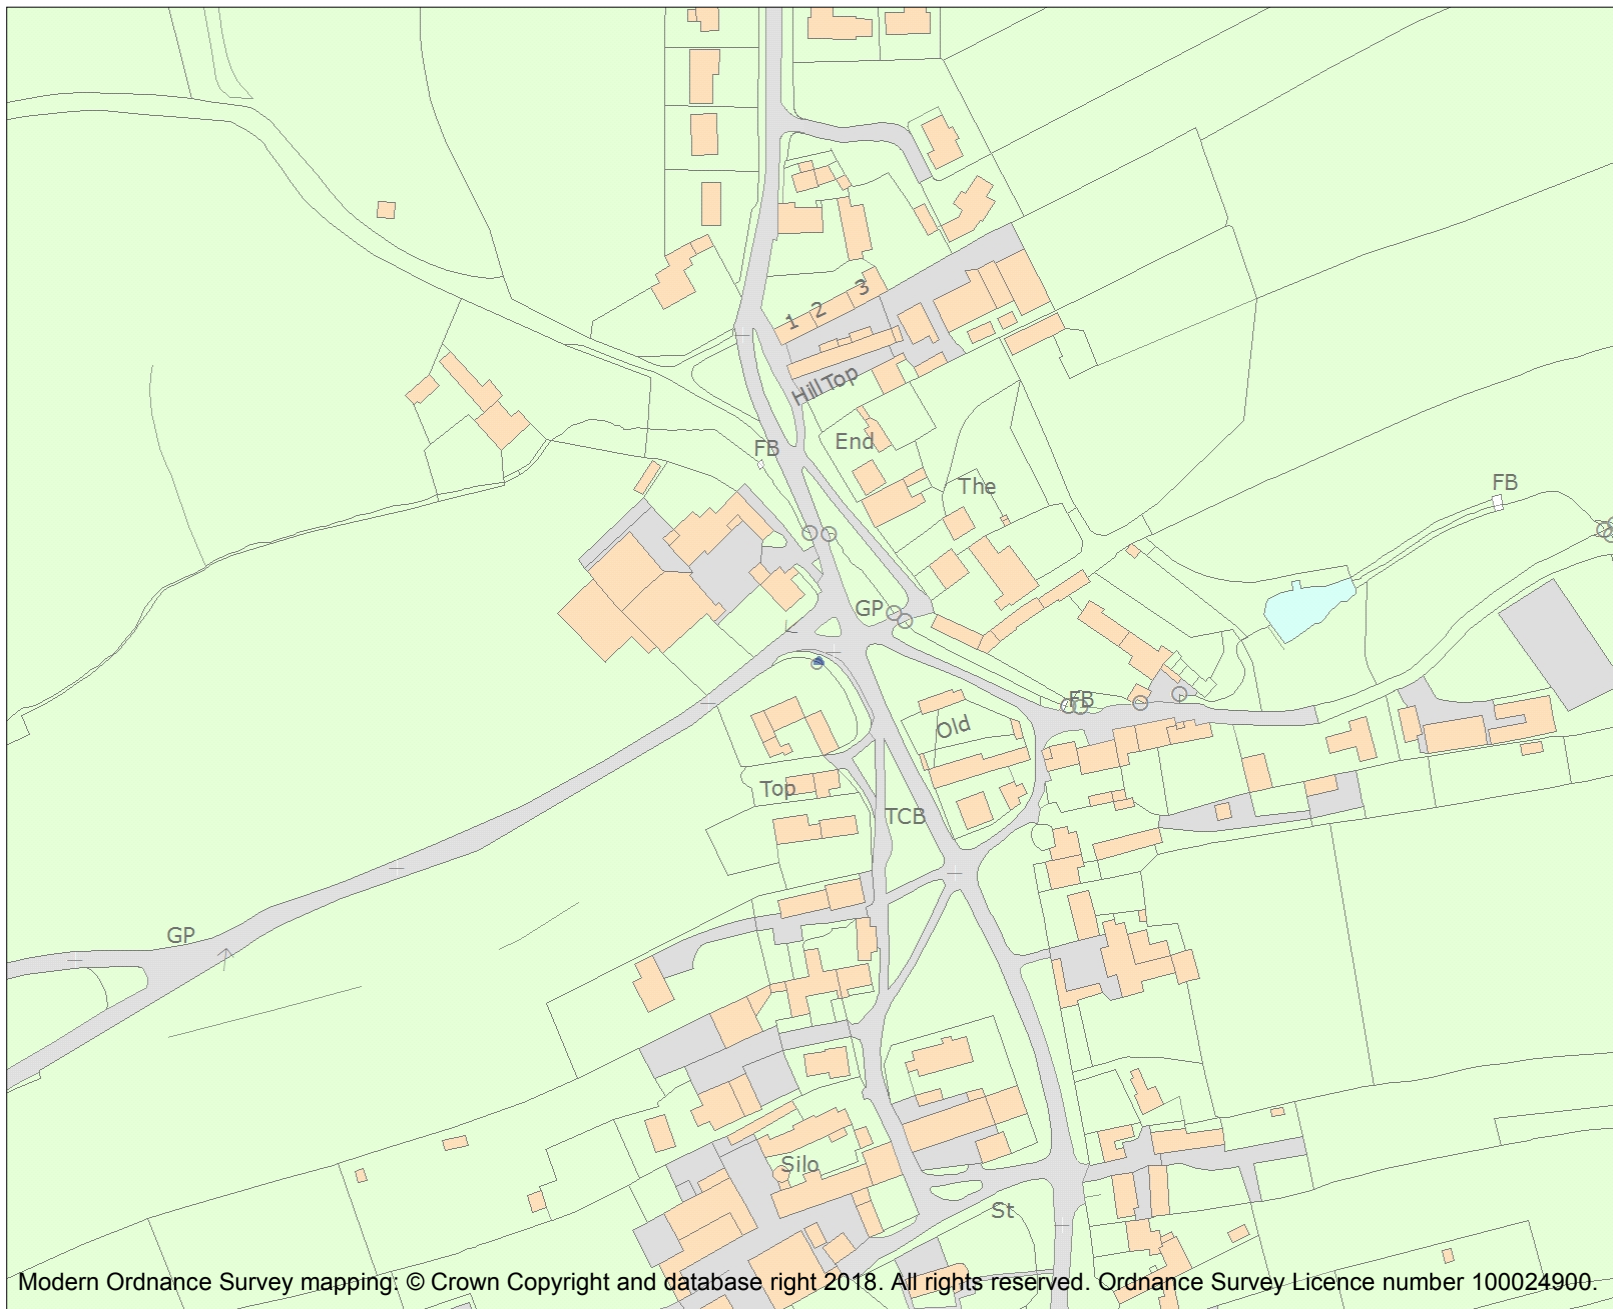 3
2
1
Hill Top
End
FB
The
FB
GP
FB
Old
Top
TCB
GP
Silo
St
Modern Ordnance Survey mapping: © Crown Copyright and database right 2018. All rights reserved. Ordnance Survey Licence number 100024900.